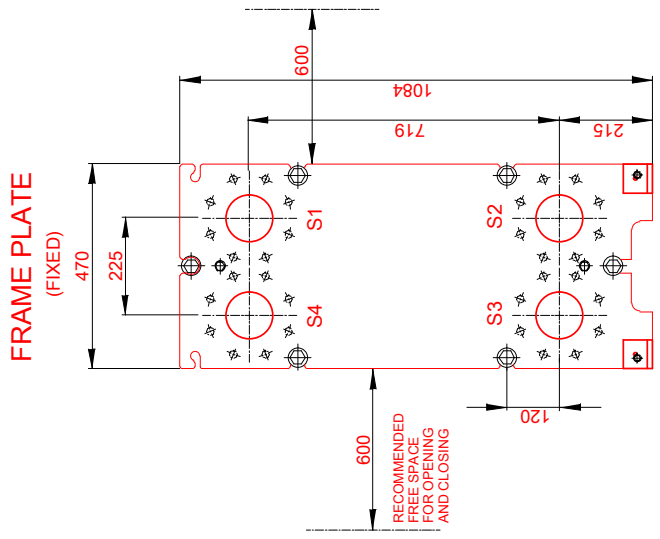 FRAME PLATE
(FIXED)
470
225
600
1084
719
215
S1
S2
S4
S3
120
600
RECOMMENDED
FREE SPACE
FOR OPENING
AND CLOSING